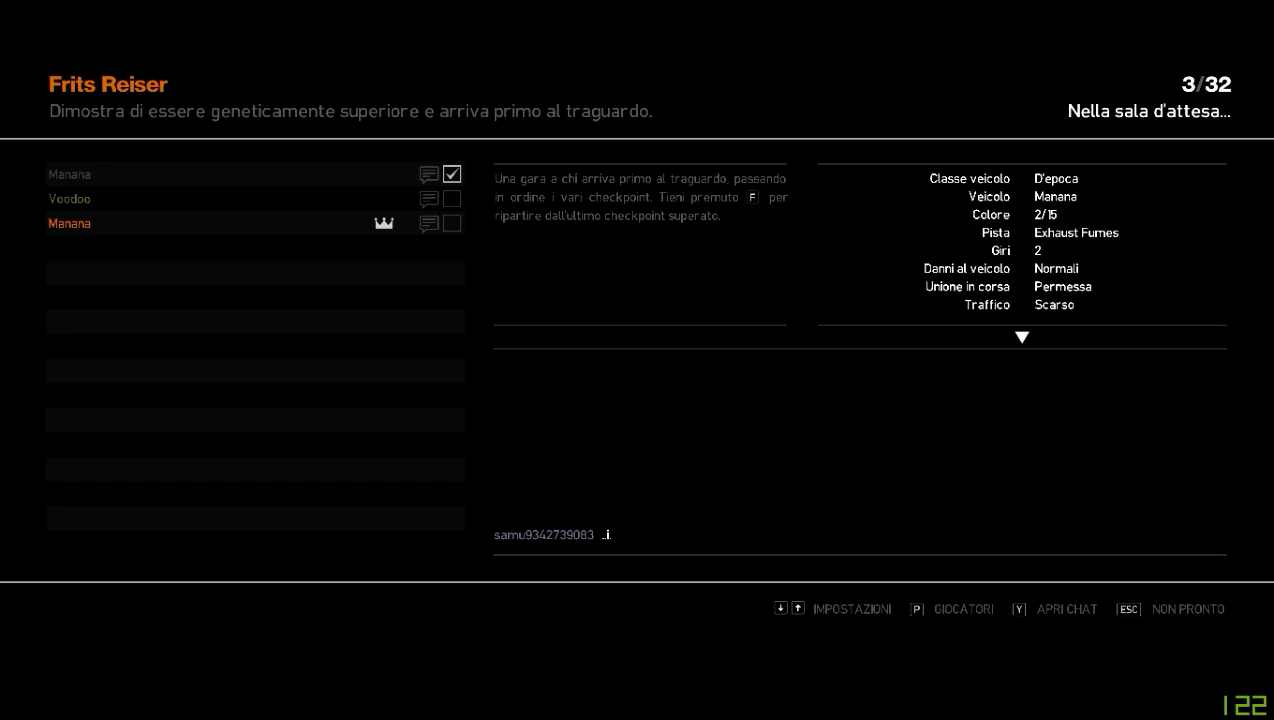 Frits Reiser
3/32
Dimostra di essere geneticamente superiore e arriva primo al traguardo.
Nella sala d'attesa...
Manana
Voodoo
Manana
Una gara a chi arriva primo al traguardo, passando
in ordine i vari checkpoint. Tieni premuto F per
ripartire dall'ultimo checkpoint superato.
Classe veicolo D'epoca
Veicolo Manana
Colore 2/15
Pista Exhaust Fumes
Giri 2
Danni al veicolo Normali
Unione in corsa Permessa
Traffico Scarso
samu9342739083 ..i.
IMPOSTAZIONI [P] GIOCATORI [Y] APRI CHAT [ESC] NON PRONTO
122